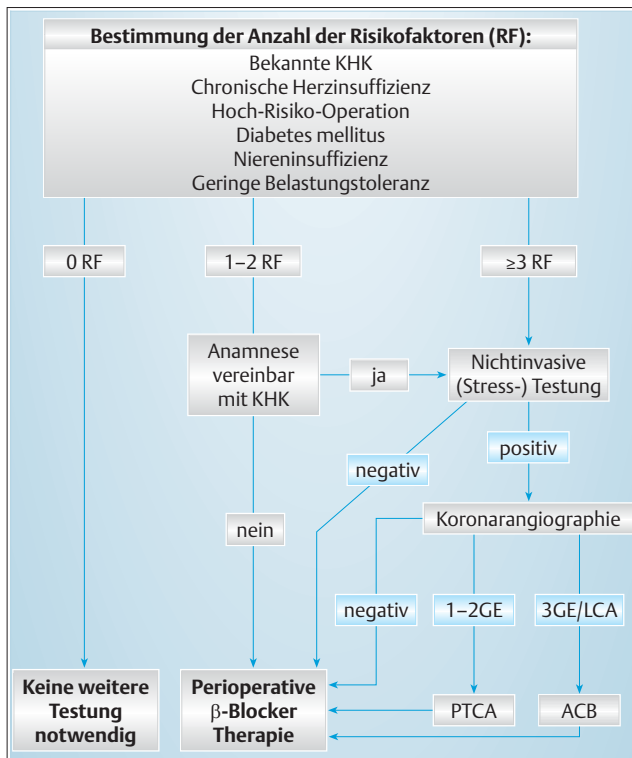 Bestimmung der Anzahl der Risikofaktoren (RF):
Bekannte KHK
Chronische Herzinsuffizienz
Hoch-Risiko-Operation
Diabetes mellitus
Niereninsuffizienz
Geringe Belastungstoleranz
0 RF
1–2 RF
≥3 RF
Anamnese
vereinbar
mit KHK
ja
Nichtinvasive
(Stress-) Testung
negativ
positiv
nein
Koronarangiographie
negativ
1–2GE
3GE/LCA
Keine weitere
Testung
notwendig
Perioperative
β-Blocker
Therapie
PTCA
ACB